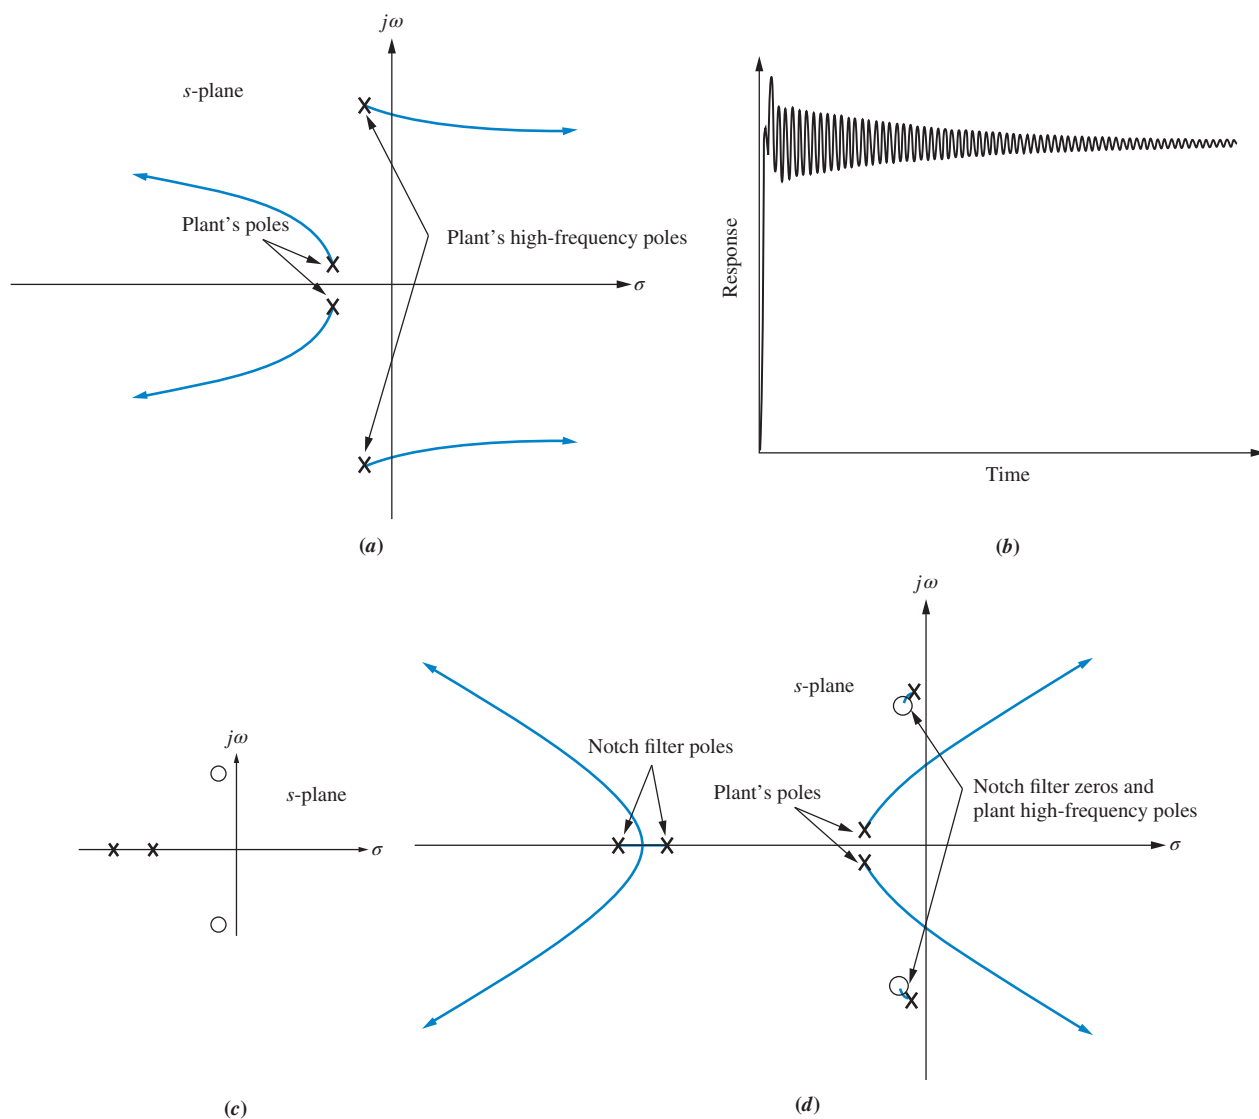 jω
s-plane
Plant's poles
Plant's high-frequency poles
σ
(a)
Response
Time
(b)
jω
s-plane
σ
(c)
jω
s-plane
Notch filter poles
Plant's poles
Notch filter zeros and
plant high-frequency poles
σ
(d)